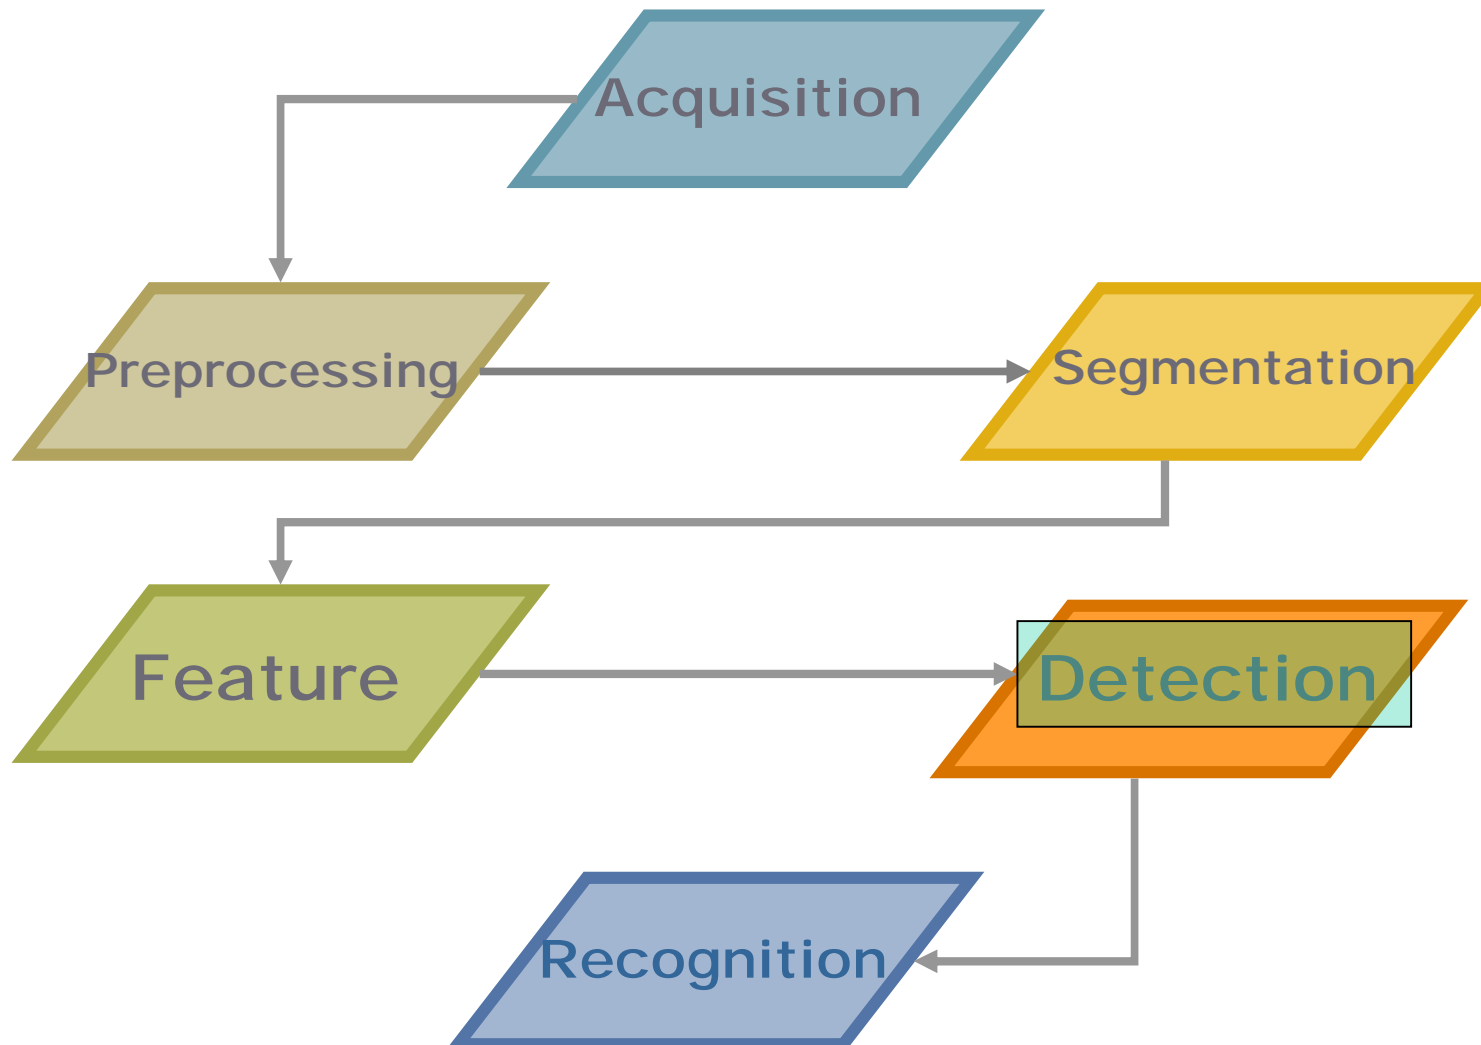 Acquisition
Preprocessing
Segmentation
Feature
Detection
Recognition